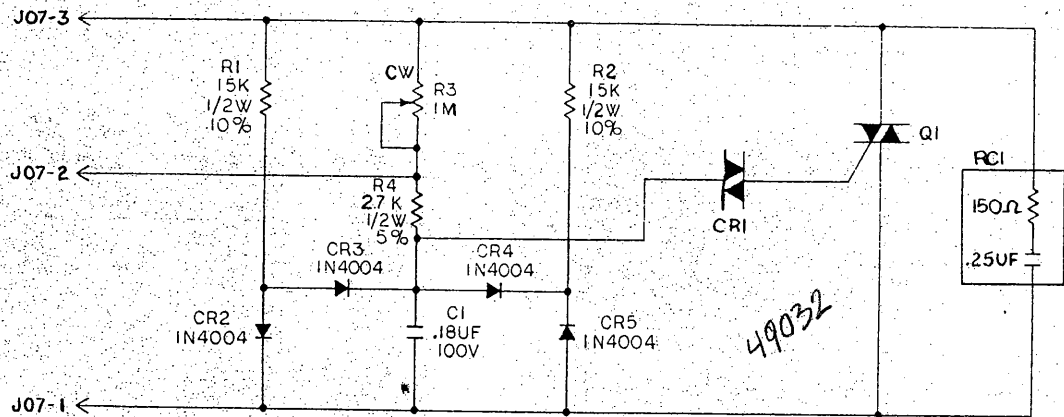 J07-3
R1
15K
1/2W
10%
CW
R3
1M
R2
15K
1/2W
10%
Q1
J07-2
R4
2.7 K
1/2W
5%
CR1
RC1
150Ω
.25UF
CR3
1N4004
CR4
1N4004
CR2
1N4004
C1
.18UF
100V
CR5
1N4004
49032
J07-1